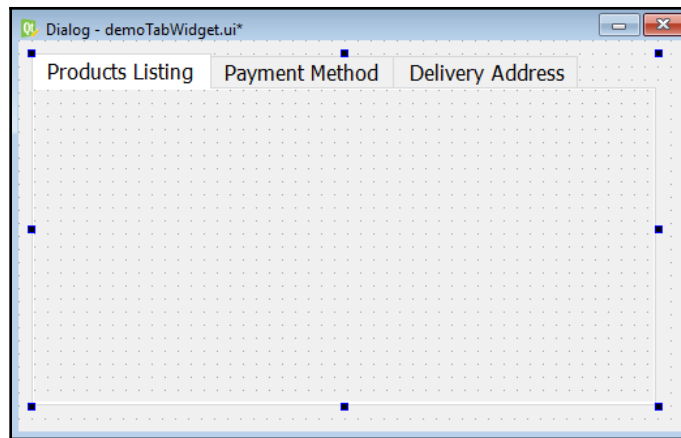 Dialog - demoTabWidget.ui*
Products Listing Payment Method Delivery Address